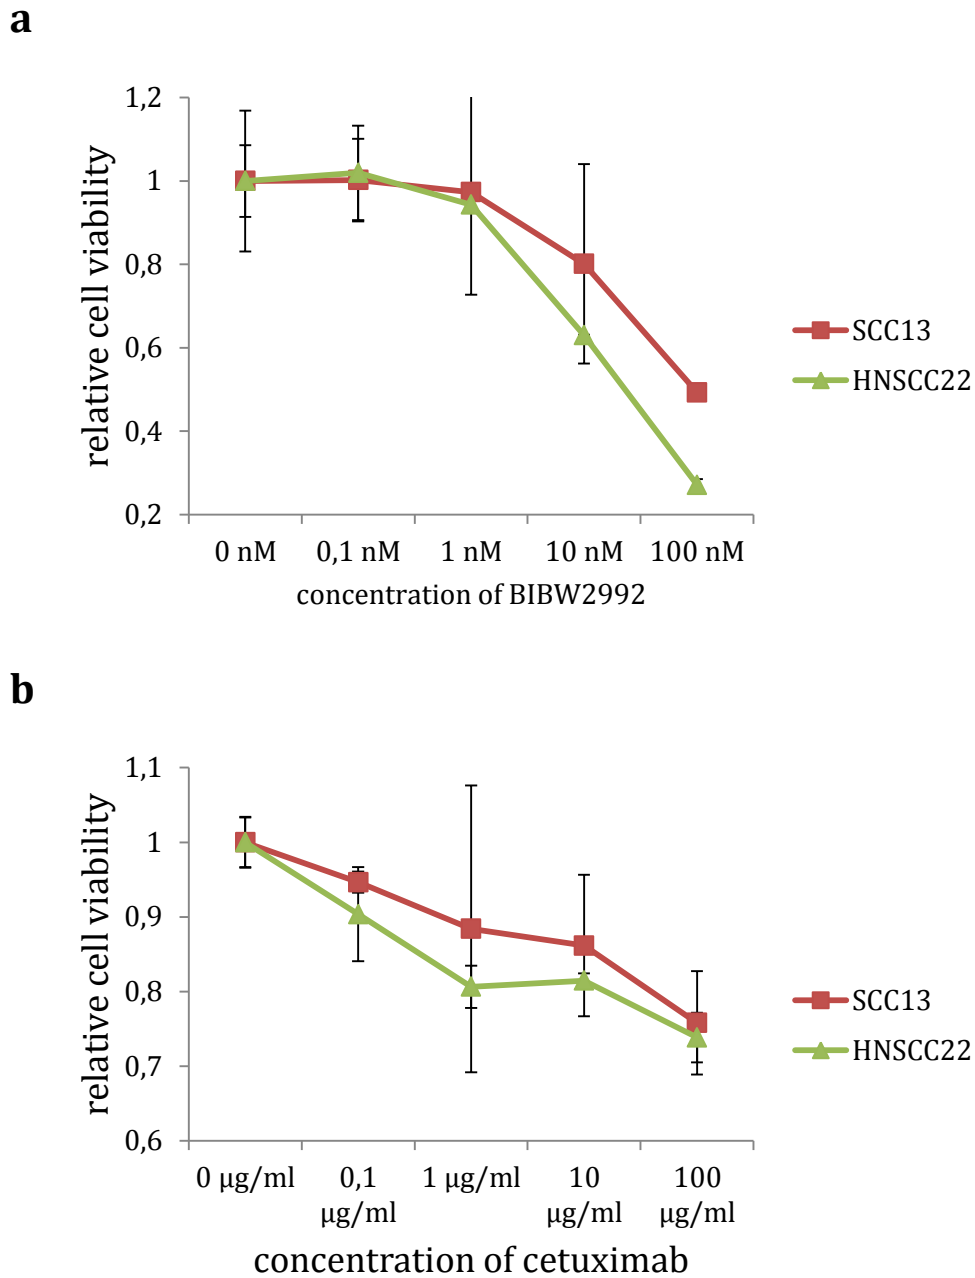 a
1,2
1
0,8
0,6
0,4
0,2
relative cell viability
0 nM 0,1 nM 1 nM 10 nM 100 nM
concentration of BIBW2992
SCC13
HNSCC22
b
1,1
1
0,9
0,8
0,7
0,6
relative cell viability
0 µg/ml 0,1 1 µg/ml 10 100
µg/ml µg/ml µg/ml
concentration of cetuximab
SCC13
HNSCC22